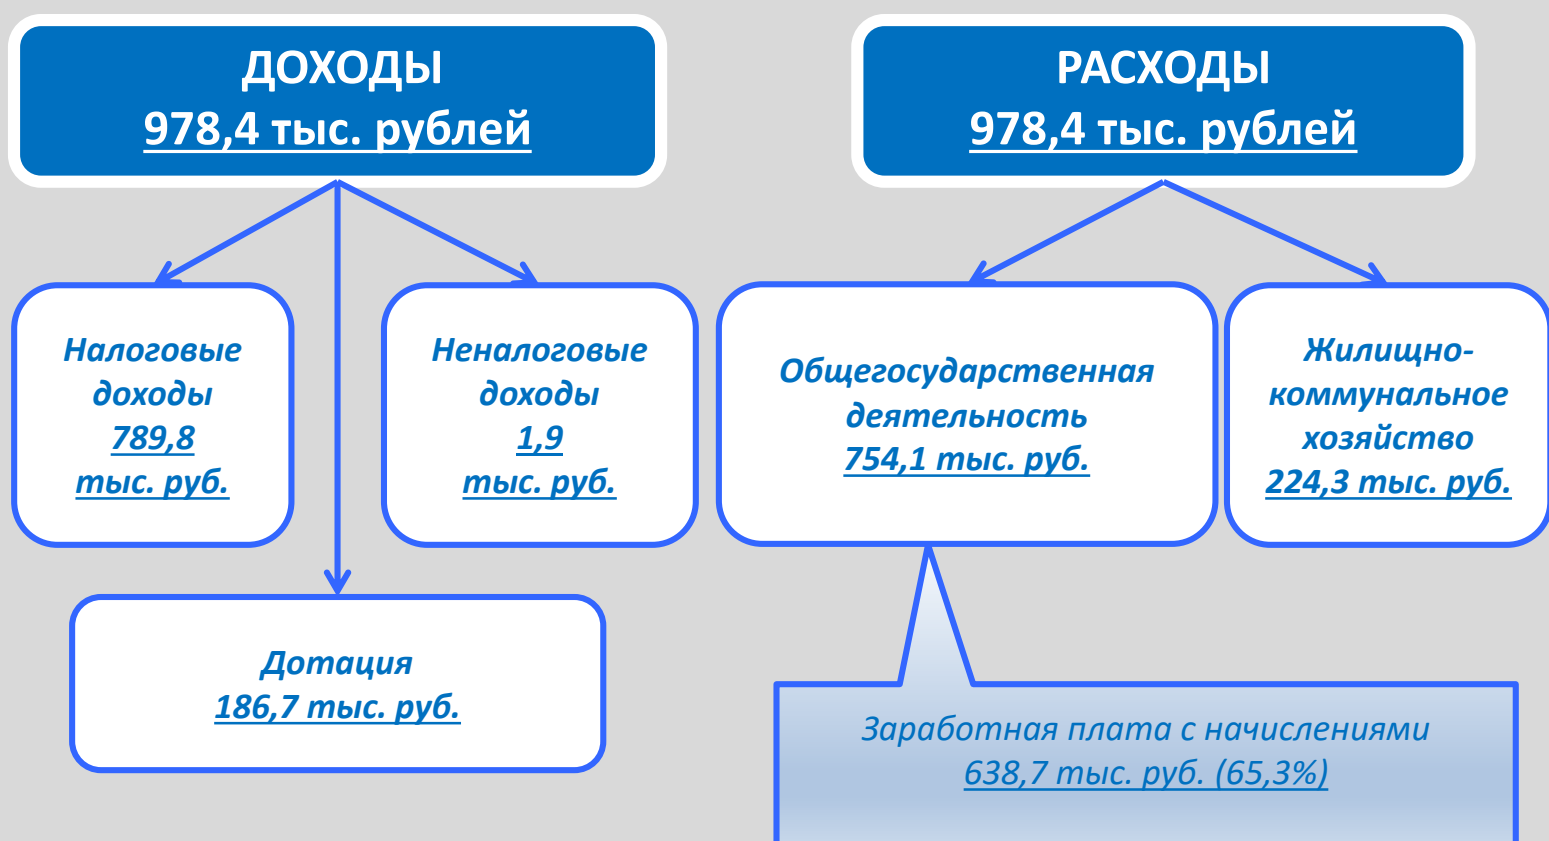 ДОХОДЫ
978,4 тыс. рублей
РАСХОДЫ
978,4 тыс. рублей
Налоговые
доходы
789,8
тыс. руб.
Неналоговые
доходы
1,9
тыс. руб.
Общегосударственная
деятельность
754,1 тыс. руб.
Жилищно-
коммунальное
хозяйство
224,3 тыс. руб.
Дотация
186,7 тыс. руб.
Заработная плата с начислениями
638,7 тыс. руб. (65,3%)